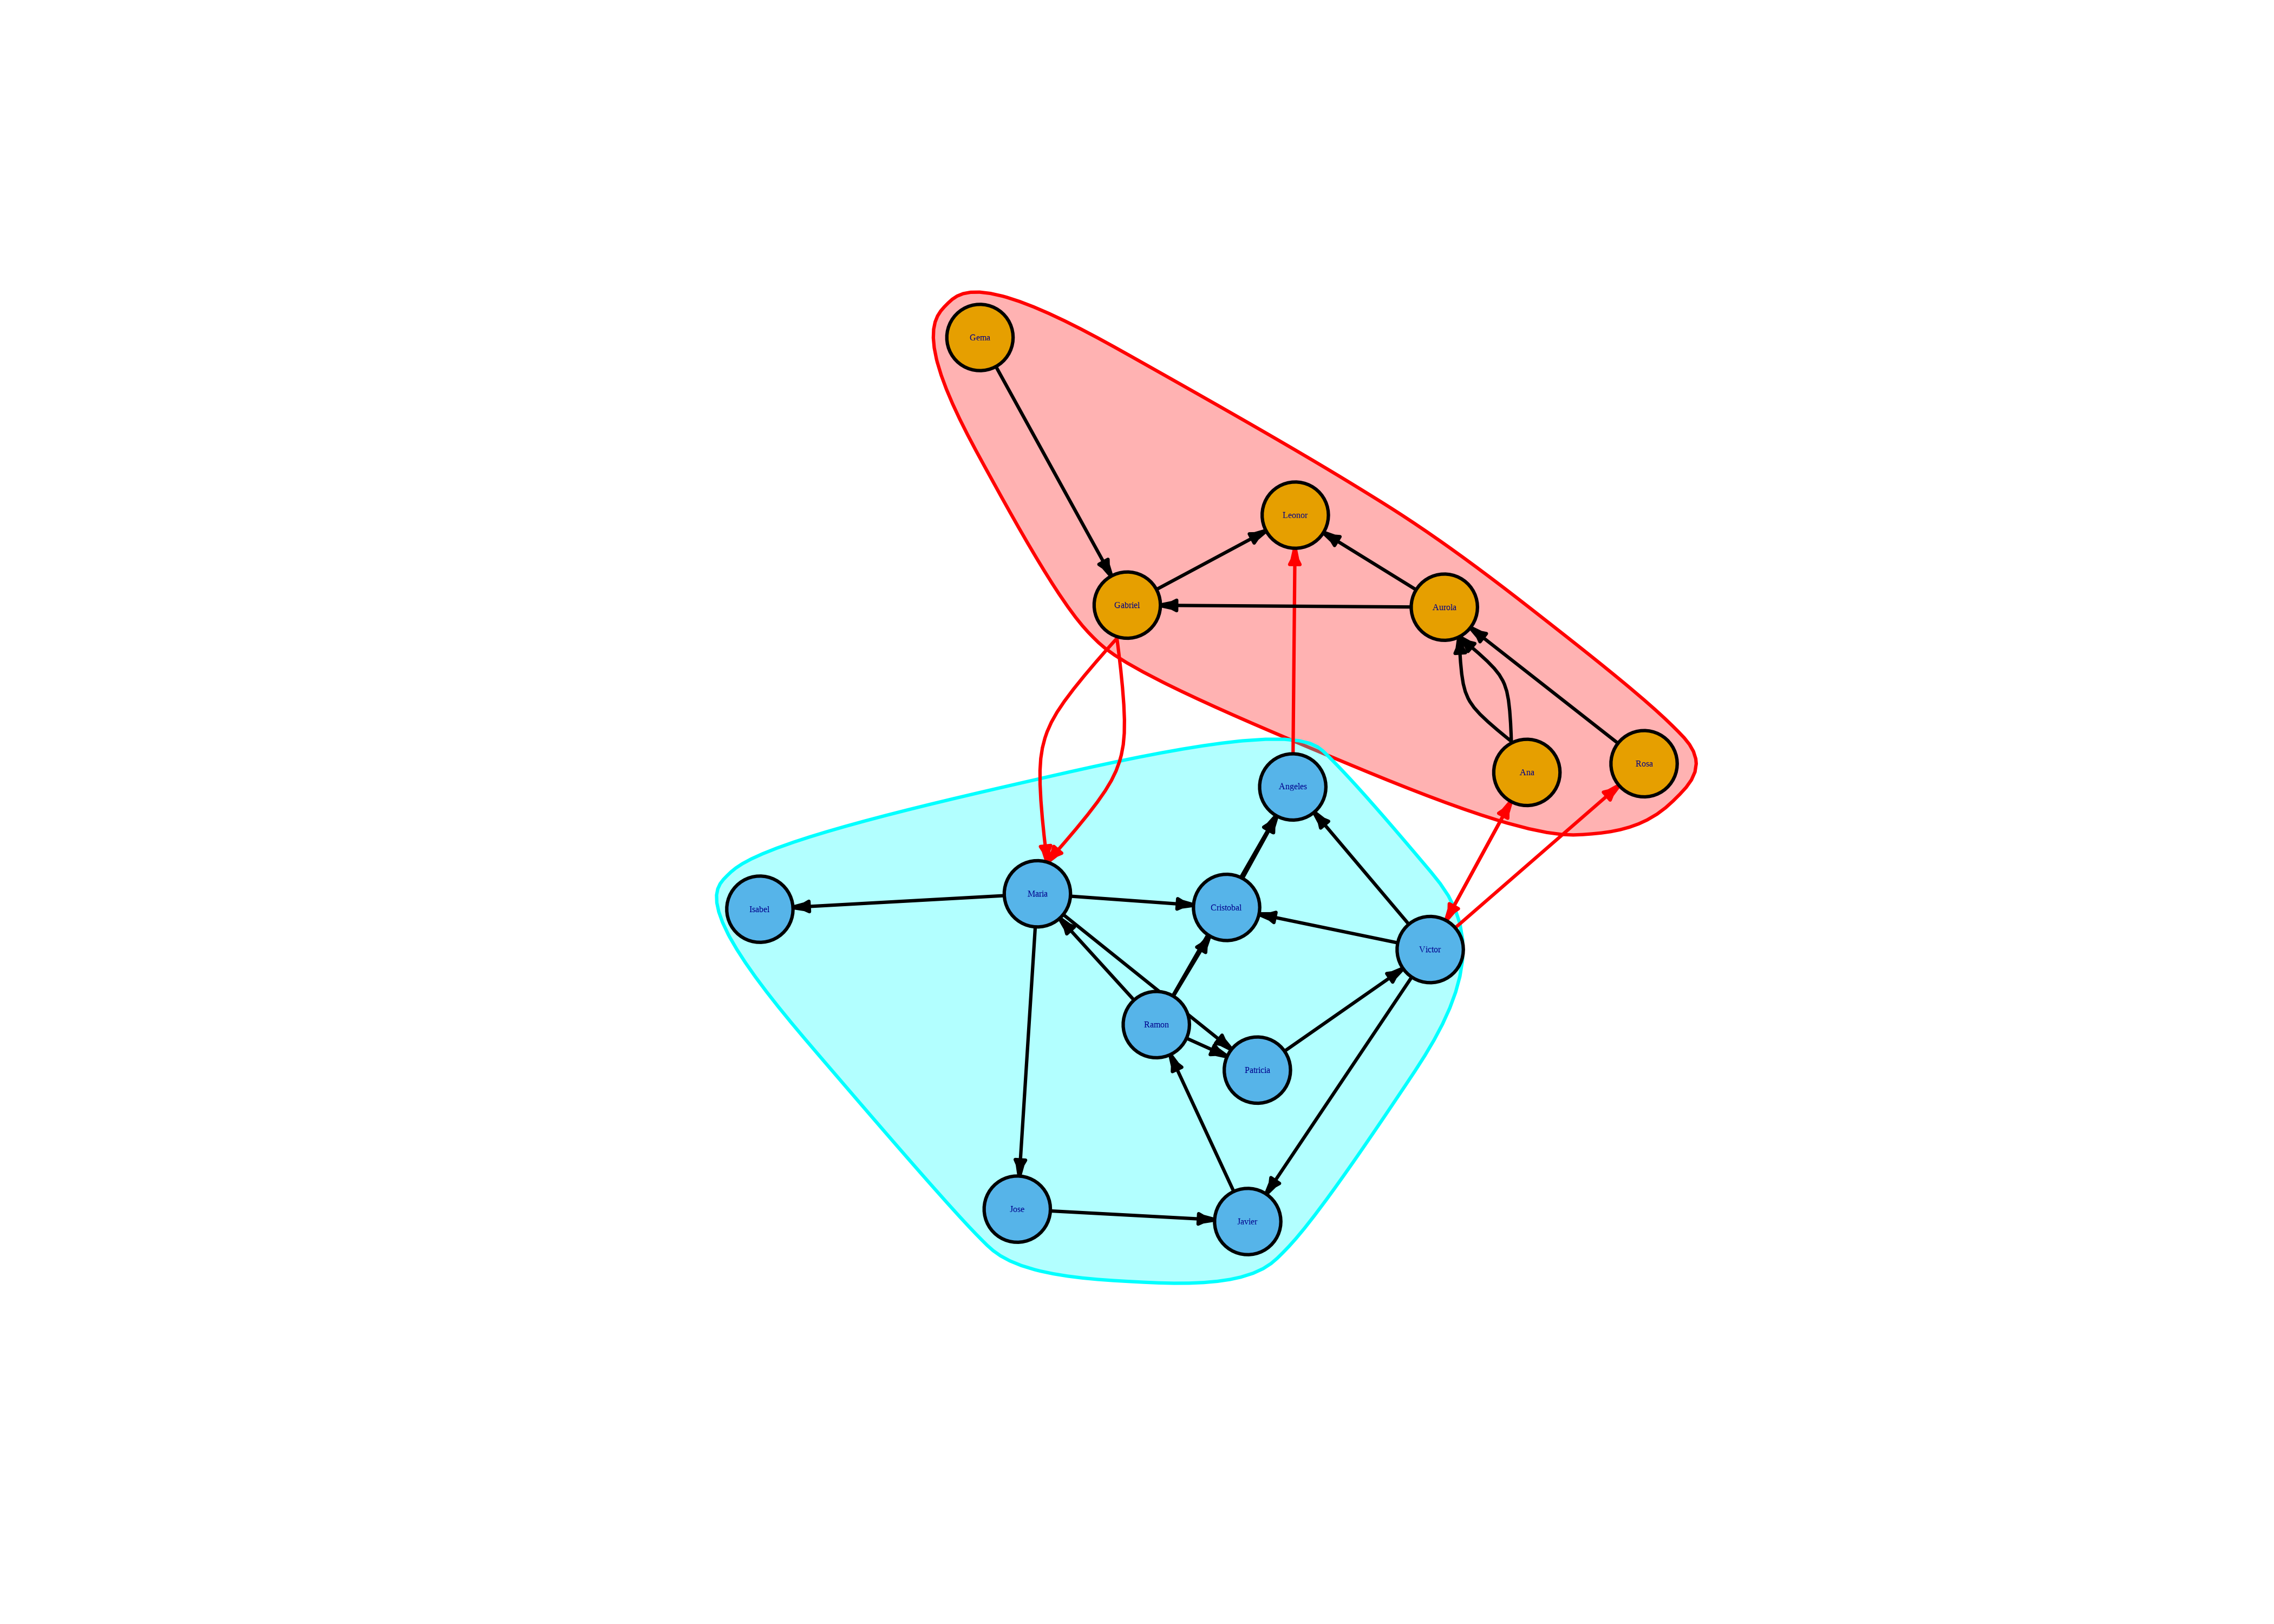 Gema
Leonor
Gabriel
Aurola
Rosa
Ana
Angeles
Maria
Cristobal
Isabel
Victor
Ramon
Patricia
Jose
Javier